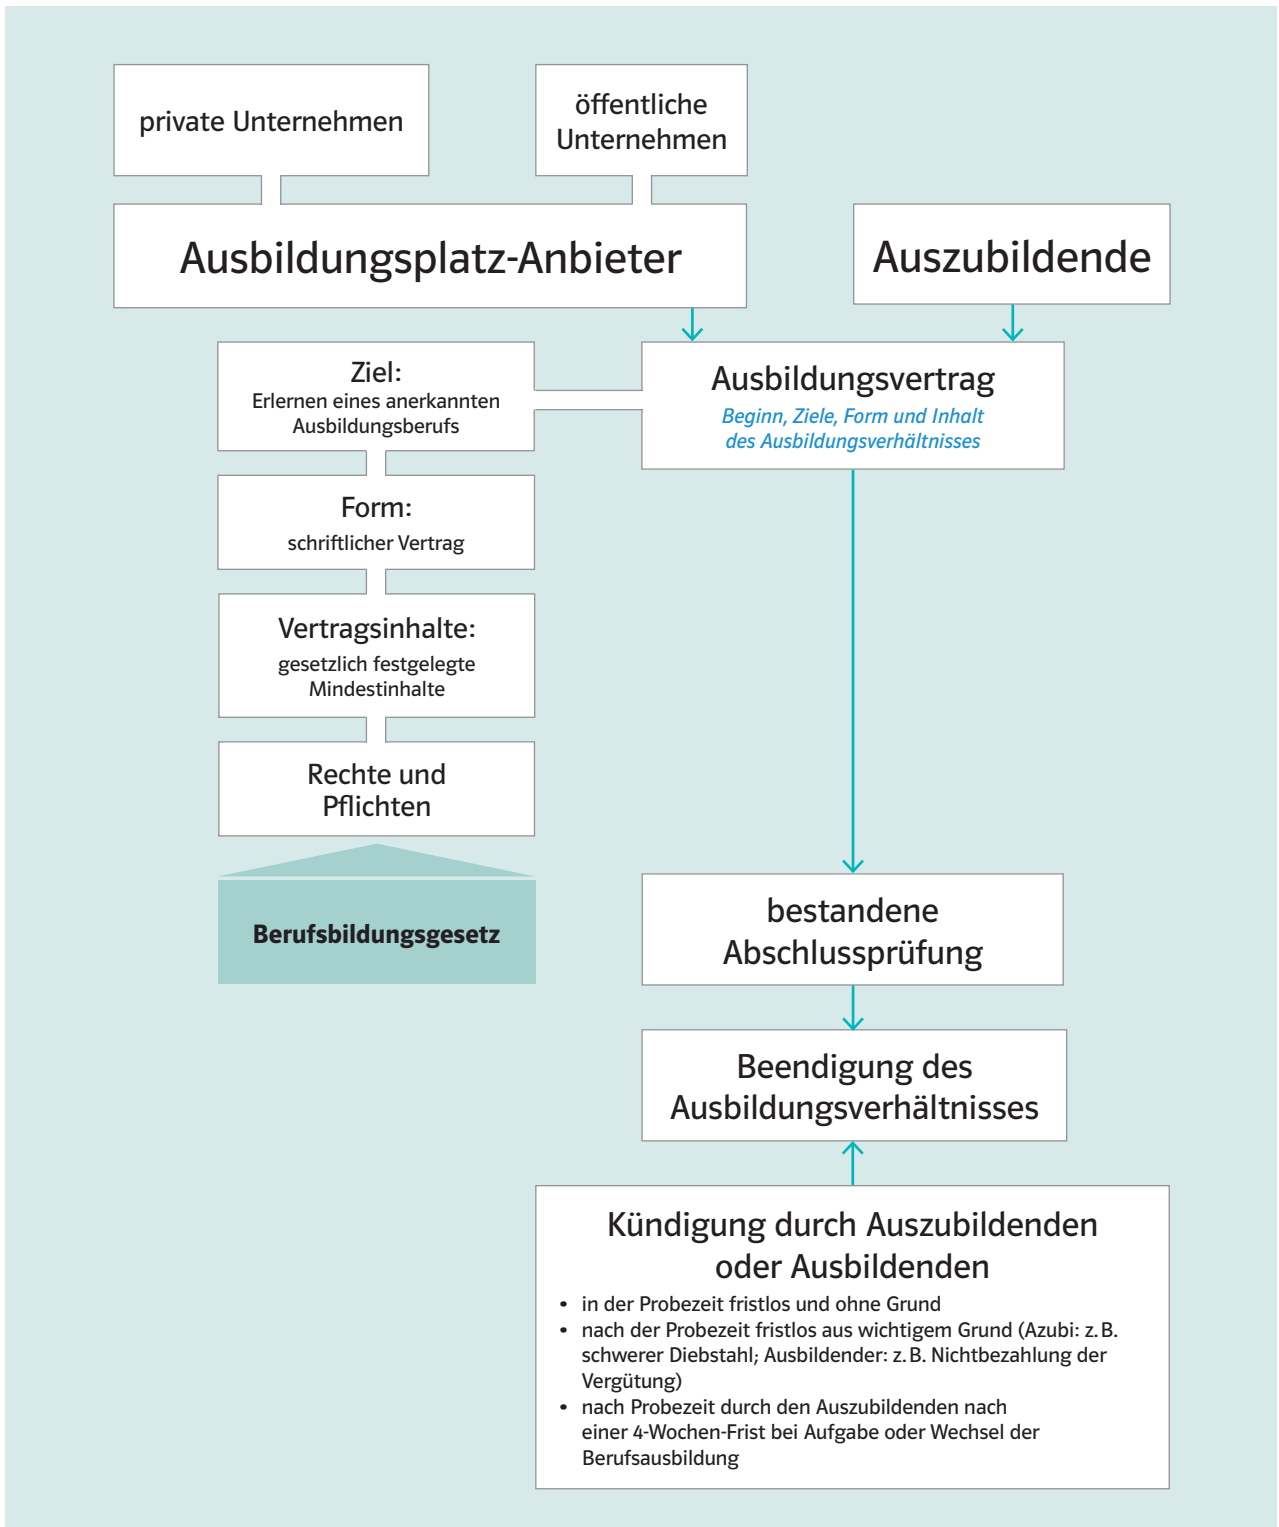 private Unternehmen
öffentliche
Unternehmen
Ausbildungsplatz-Anbieter
Auszubildende
Ziel:
Erlernen eines anerkannten
Ausbildungsberufs
Ausbildungsvertrag
Beginn, Ziele, Form und Inhalt
des Ausbildungsverhältnisses
Form:
schriftlicher Vertrag
Vertragsinhalte:
gesetzlich festgelegte
Mindestinhalte
Rechte und
Pflichten
Berufsbildungsgesetz
bestandene
Abschlussprüfung
Beendigung des
Ausbildungsverhältnisses
Kündigung durch Auszubildenden
oder Ausbildenden
• in der Probezeit fristlos und ohne Grund
• nach der Probezeit fristlos aus wichtigem Grund (Azubi: z. B.
schwerer Diebstahl; Ausbildender: z. B. Nichtbezahlung der
Vergütung)
• nach Probezeit durch den Auszubildenden nach
einer 4-Wochen-Frist bei Aufgabe oder Wechsel der
Berufsausbildung